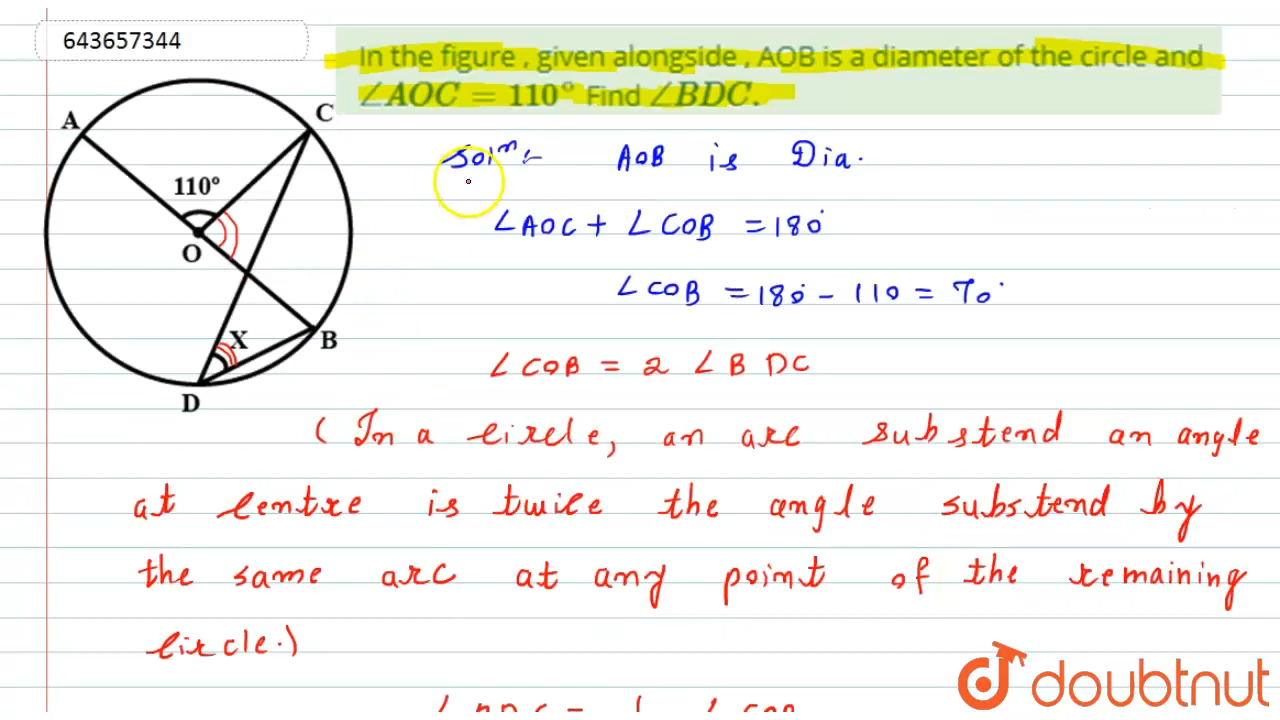 643657344
In the figure , given alongside , AOB is a diameter of the circle and
∠AOC = 110° Find ∠BDC.
A
C
110°
O
X
B
D
Soln:- AOB is Dia.
∠AOC + ∠COB = 180°
∠COB = 180° - 110 = 70°
∠COB = 2 ∠BDC
(In a circle, an arc substend an angle
at centre is twice the angle substend by
the same arc at any point of the remaining
circle.)
∠BDC = ∠COB
doubtnut